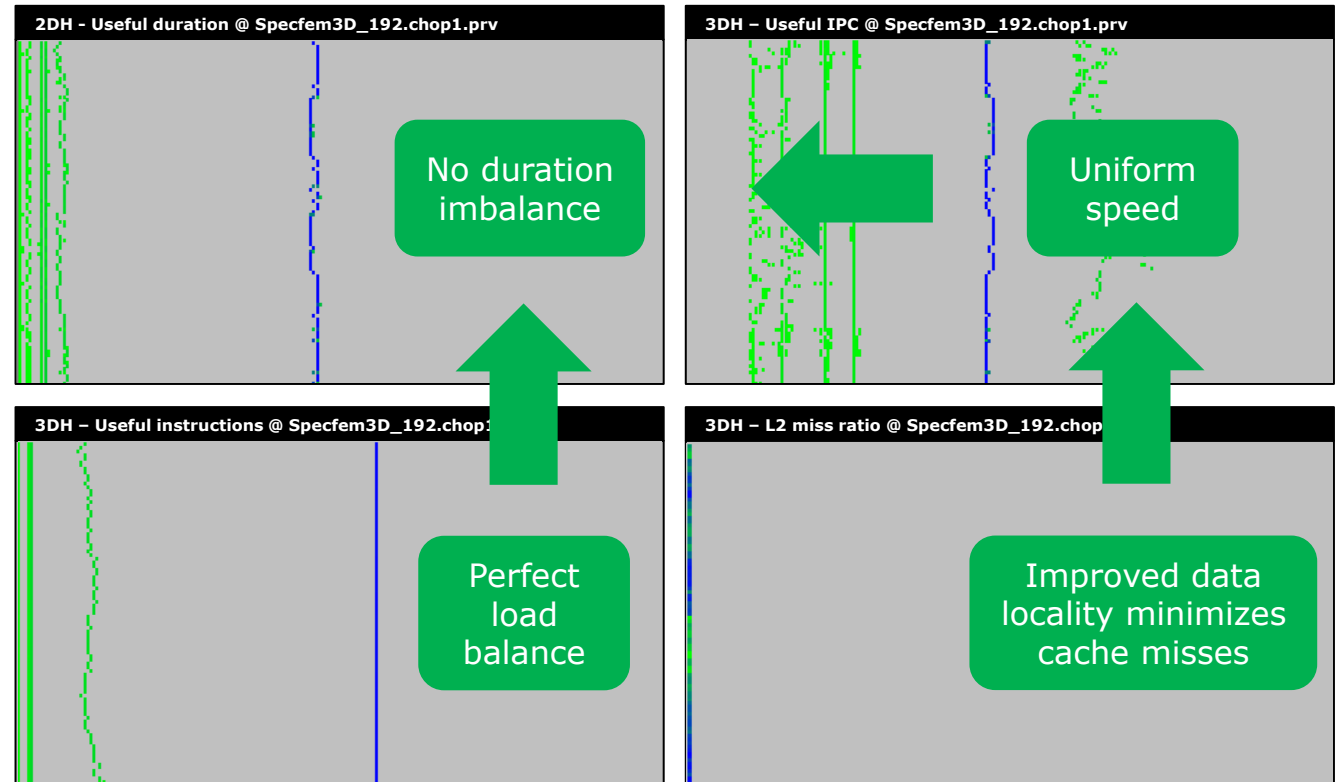 2DH - Useful duration @ Specfem3D_192.chop1.prv
No duration
imbalance
3DH – Useful IPC @ Specfem3D_192.chop1.prv
Uniform
speed
3DH – Useful instructions @ Specfem3D_192.chop1
Perfect
load
balance
3DH – L2 miss ratio @ Specfem3D_192.chop
Improved data
locality minimizes
cache misses